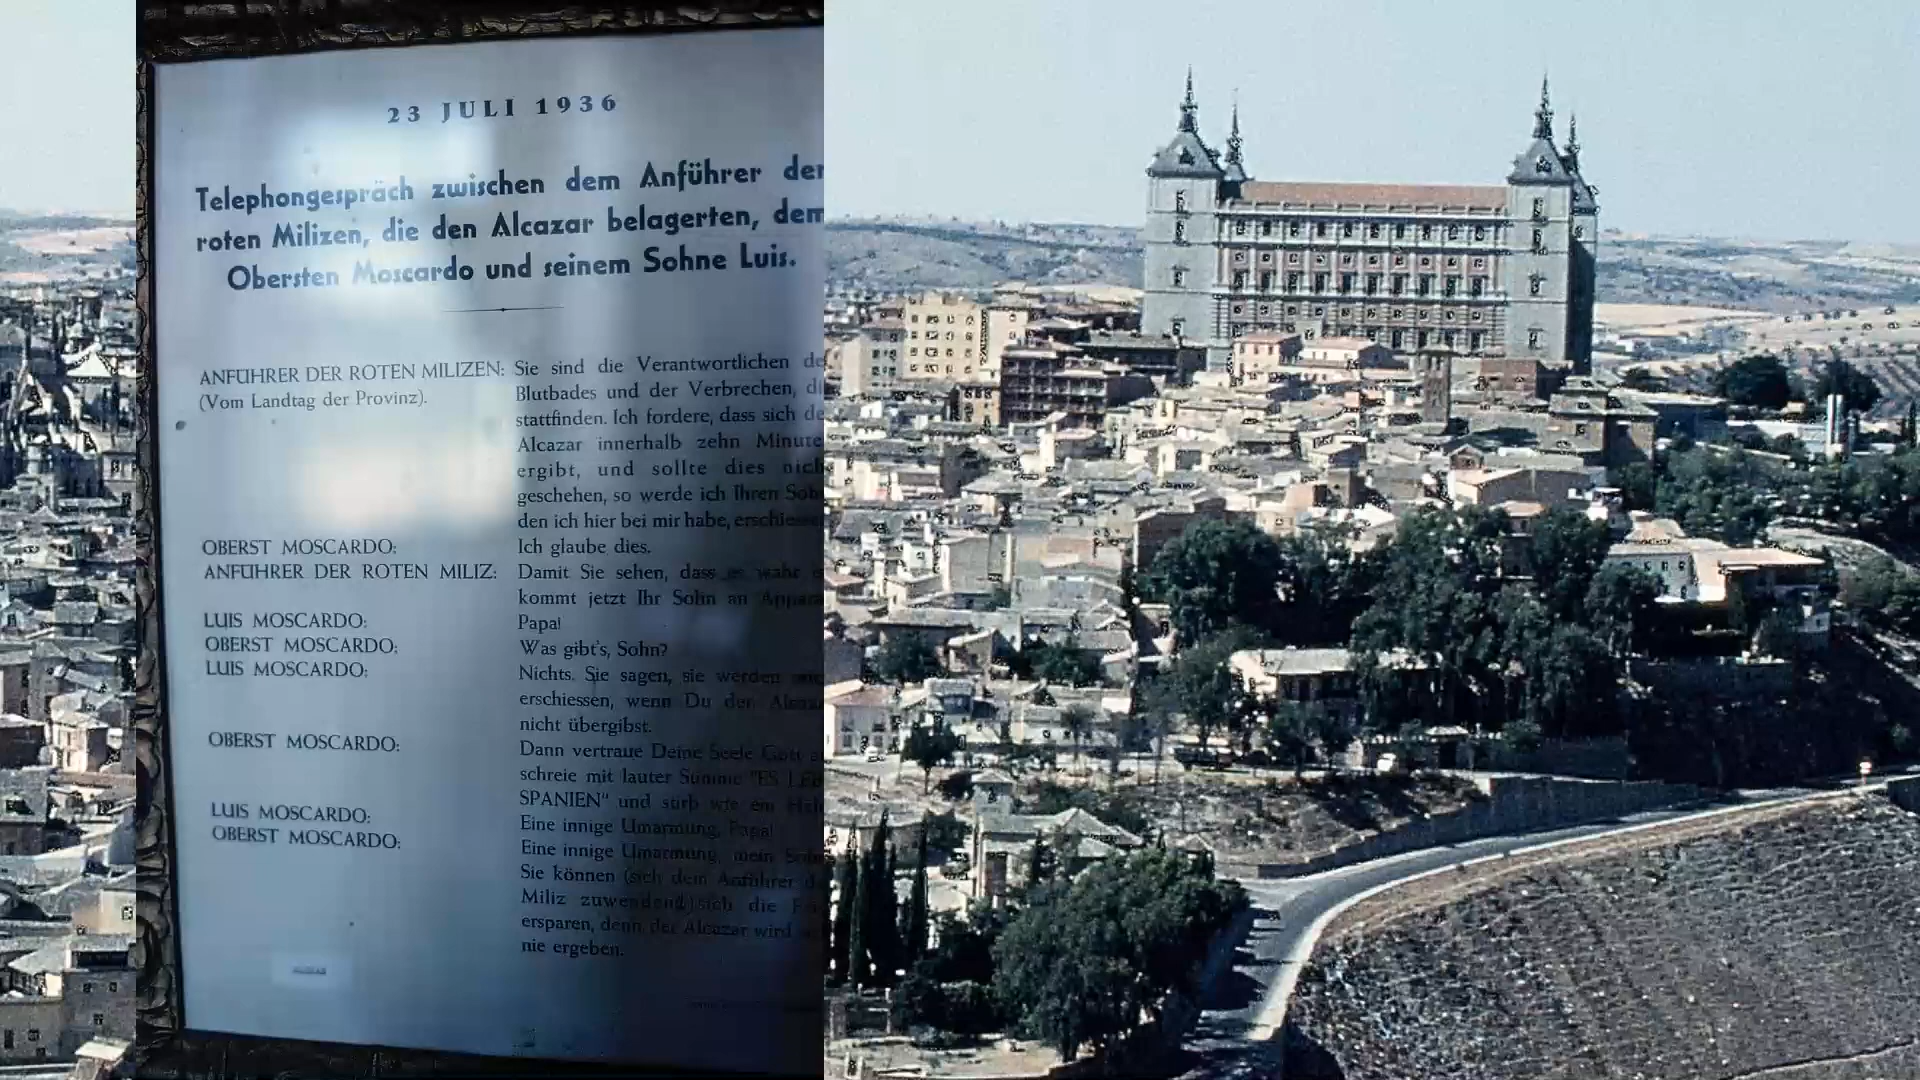 23 JULI 1936
Telephongespräch zwischen dem Anführer der
roten Milizen, die den Alcazar belagerten, dem
Obersten Moscardo und seinem Sohne Luis.
ANFÜHRER DER ROTEN MILIZEN: Sie sind die Verantwortlichen
(Vom Landtag der Provinz). Blutbades und der Verbrechen,
stattfinden. Ich fordere, dass sich
Alcazar innerhalb zehn
ergibt, und sollte dies
geschehen, so werde ich Ihren
den ich hier bei mir habe,
OBERST MOSCARDO: Ich glaube dies.
ANFÜHRER DER ROTEN MILIZ: Damit Sie sehen, dass es wahr
kommt jetzt Ihr Sohn an
LUIS MOSCARDO: Papa!
OBERST MOSCARDO: Was gibt's, Sohn?
LUIS MOSCARDO: Nichts. Sie sagen, sie werden
erschiessen, wenn Du den
nicht übergibst.
OBERST MOSCARDO: Dann vertraue Deine Seele Gott
schreie mit lauter Stimme "ES
SPANIEN" und stirb wie ein
LUIS MOSCARDO: Eine innige Umarmung, Papa!
OBERST MOSCARDO: Eine innige Umarmung, mein
Sie können (sich dem Anführer
Miliz zuwendend) sich die
ersparen, denn der Alcazar wird
nie ergeben.